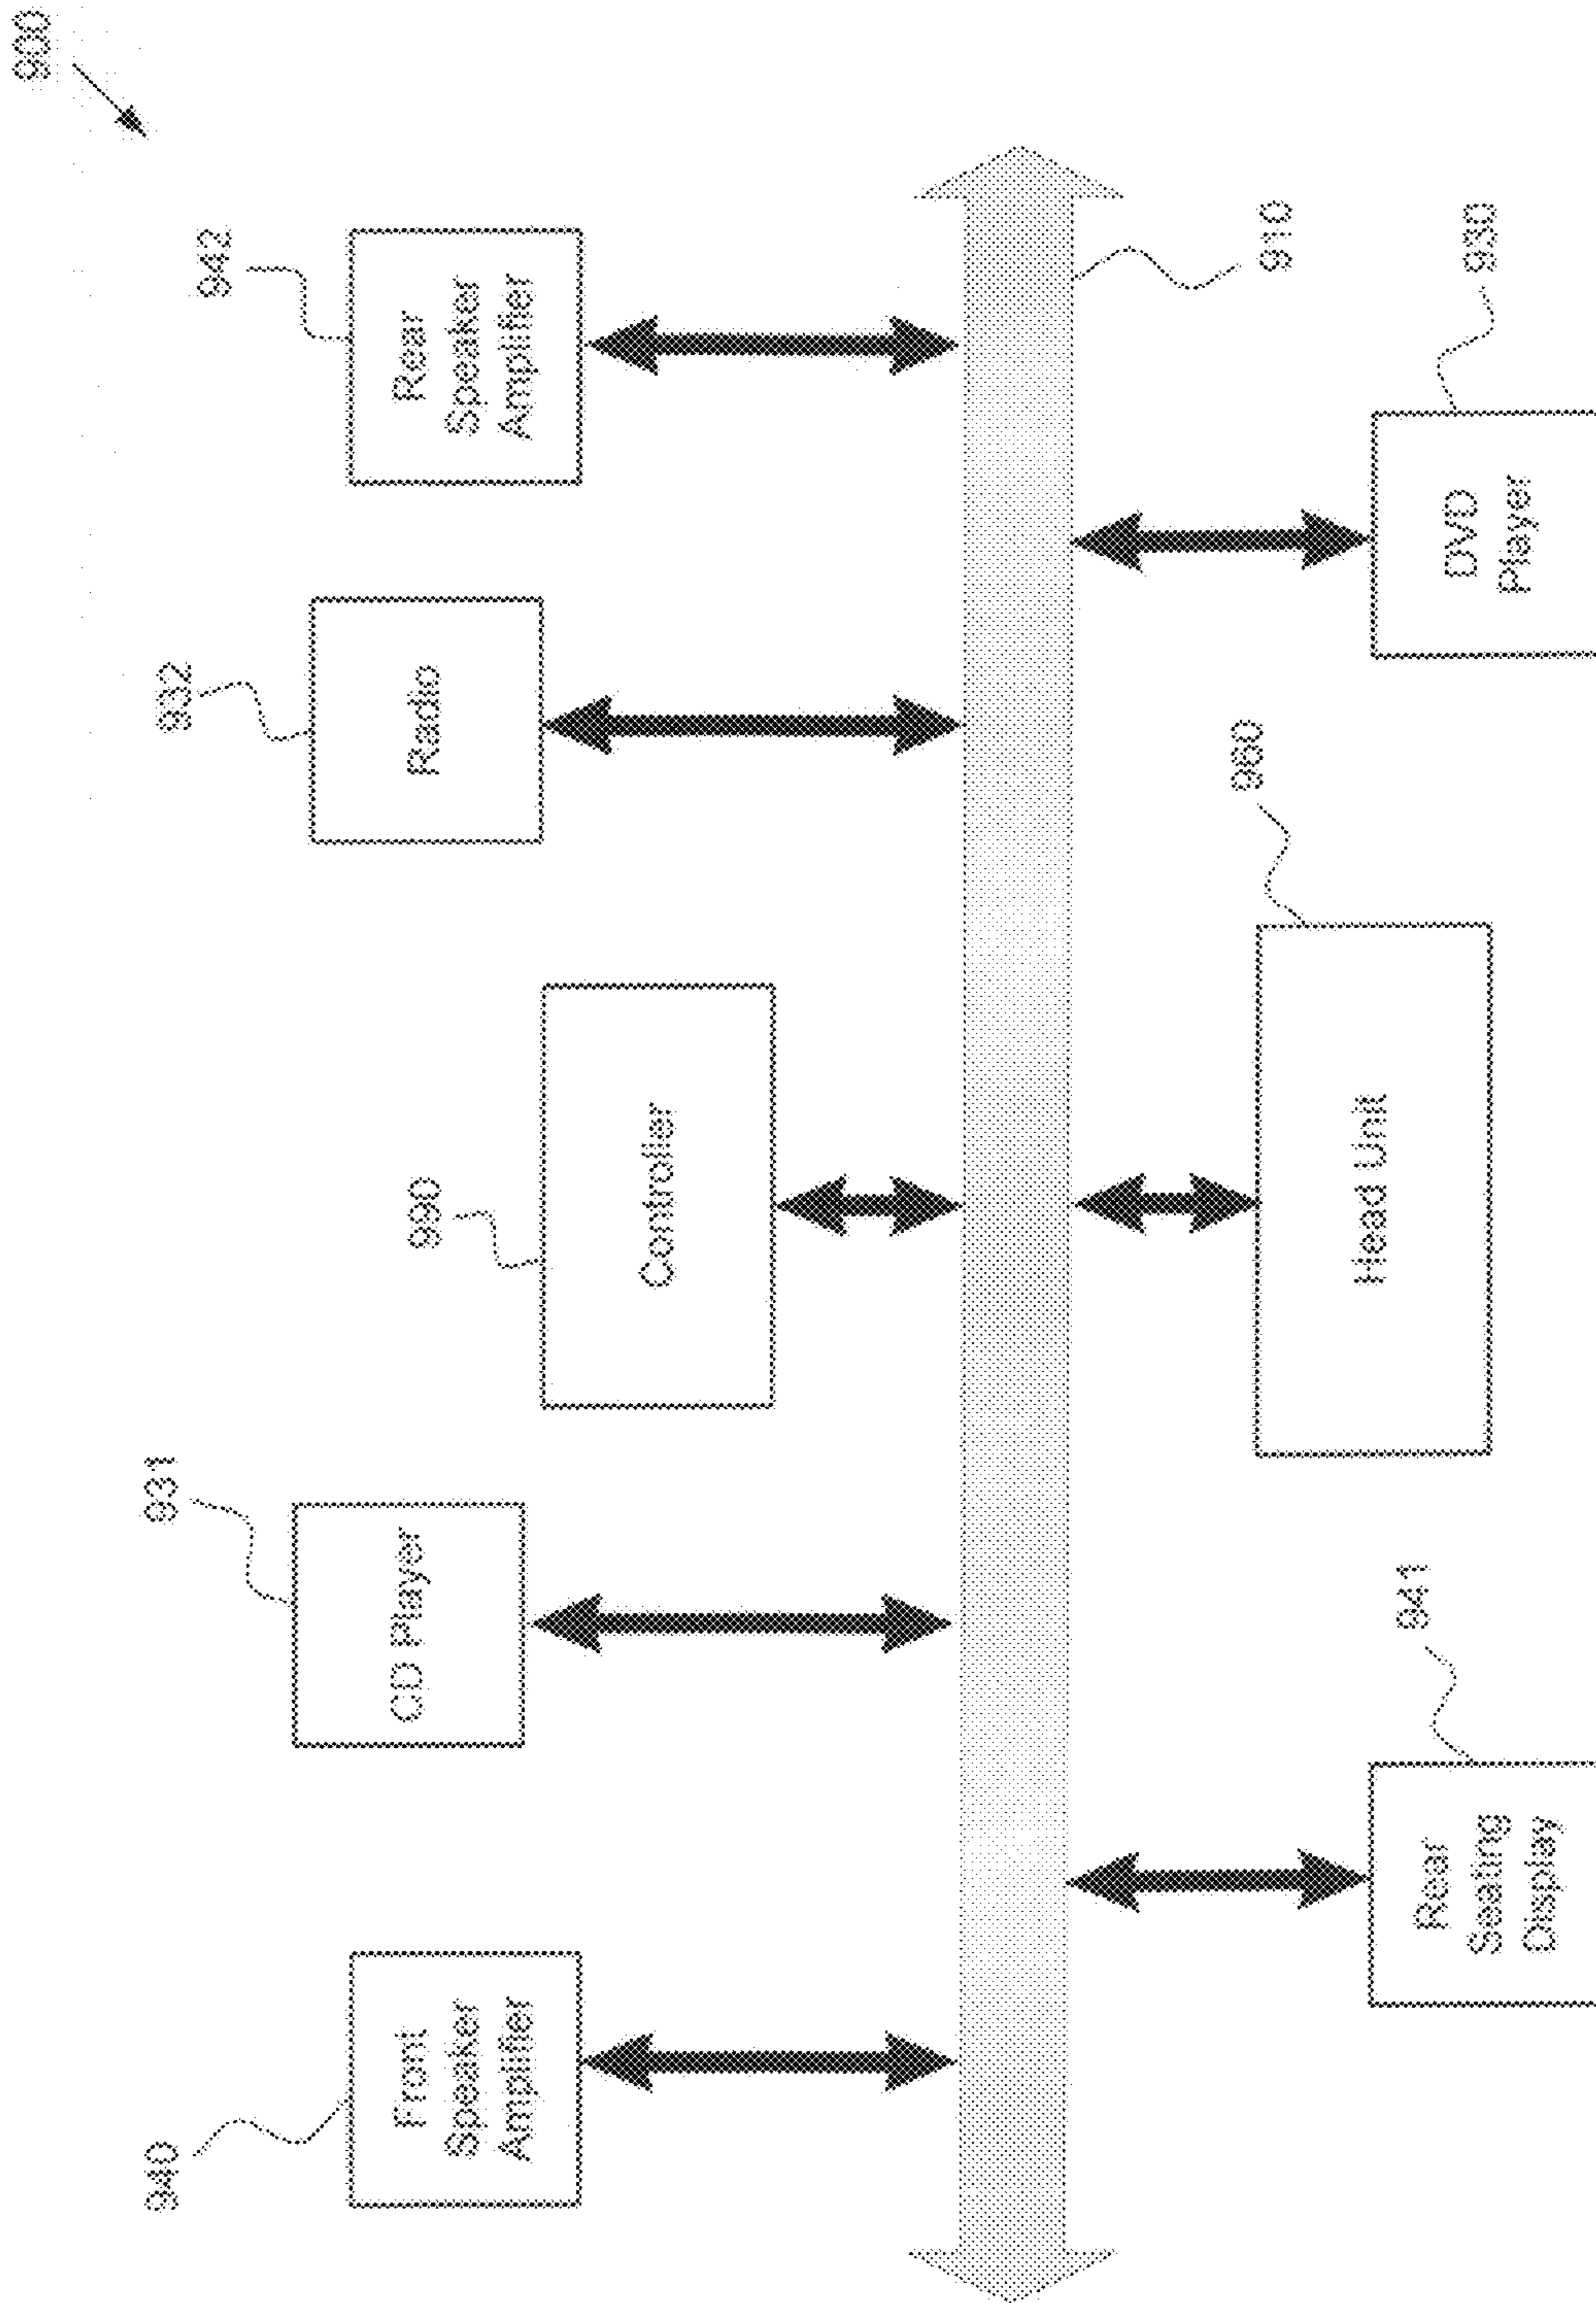 900
940
931
932
942
990
Front
Speaker
Amplifier
CD Player
Radio
Rear
Speaker
Amplifier
Controller
910
960
941
930
Head Unit
Rear
Seating
Display
DVD
Player